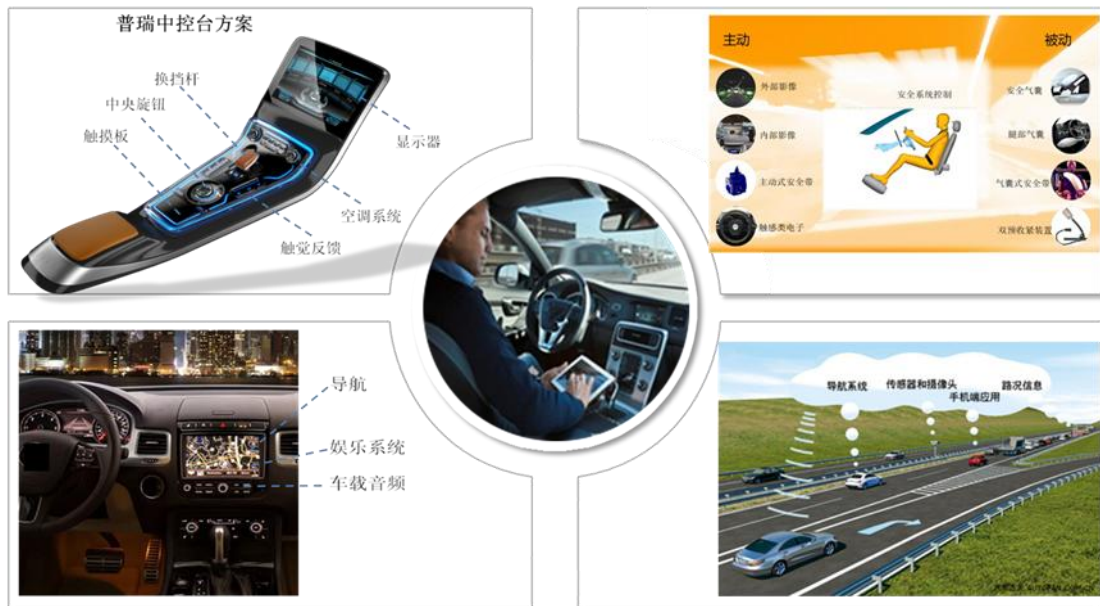 普瑞中控台方案
换挡杆
中央旋钮
触摸板
显示器
空调系统
触觉反馈
主动
被动
外部影像
安全系统控制
安全气囊
内部影像
腿部气囊
主动式安全带
气囊式安全带
触感类电子
双预收紧装置
导航
娱乐系统
车载音频
导航系统
传感器和摄像头
手机端应用
路况信息